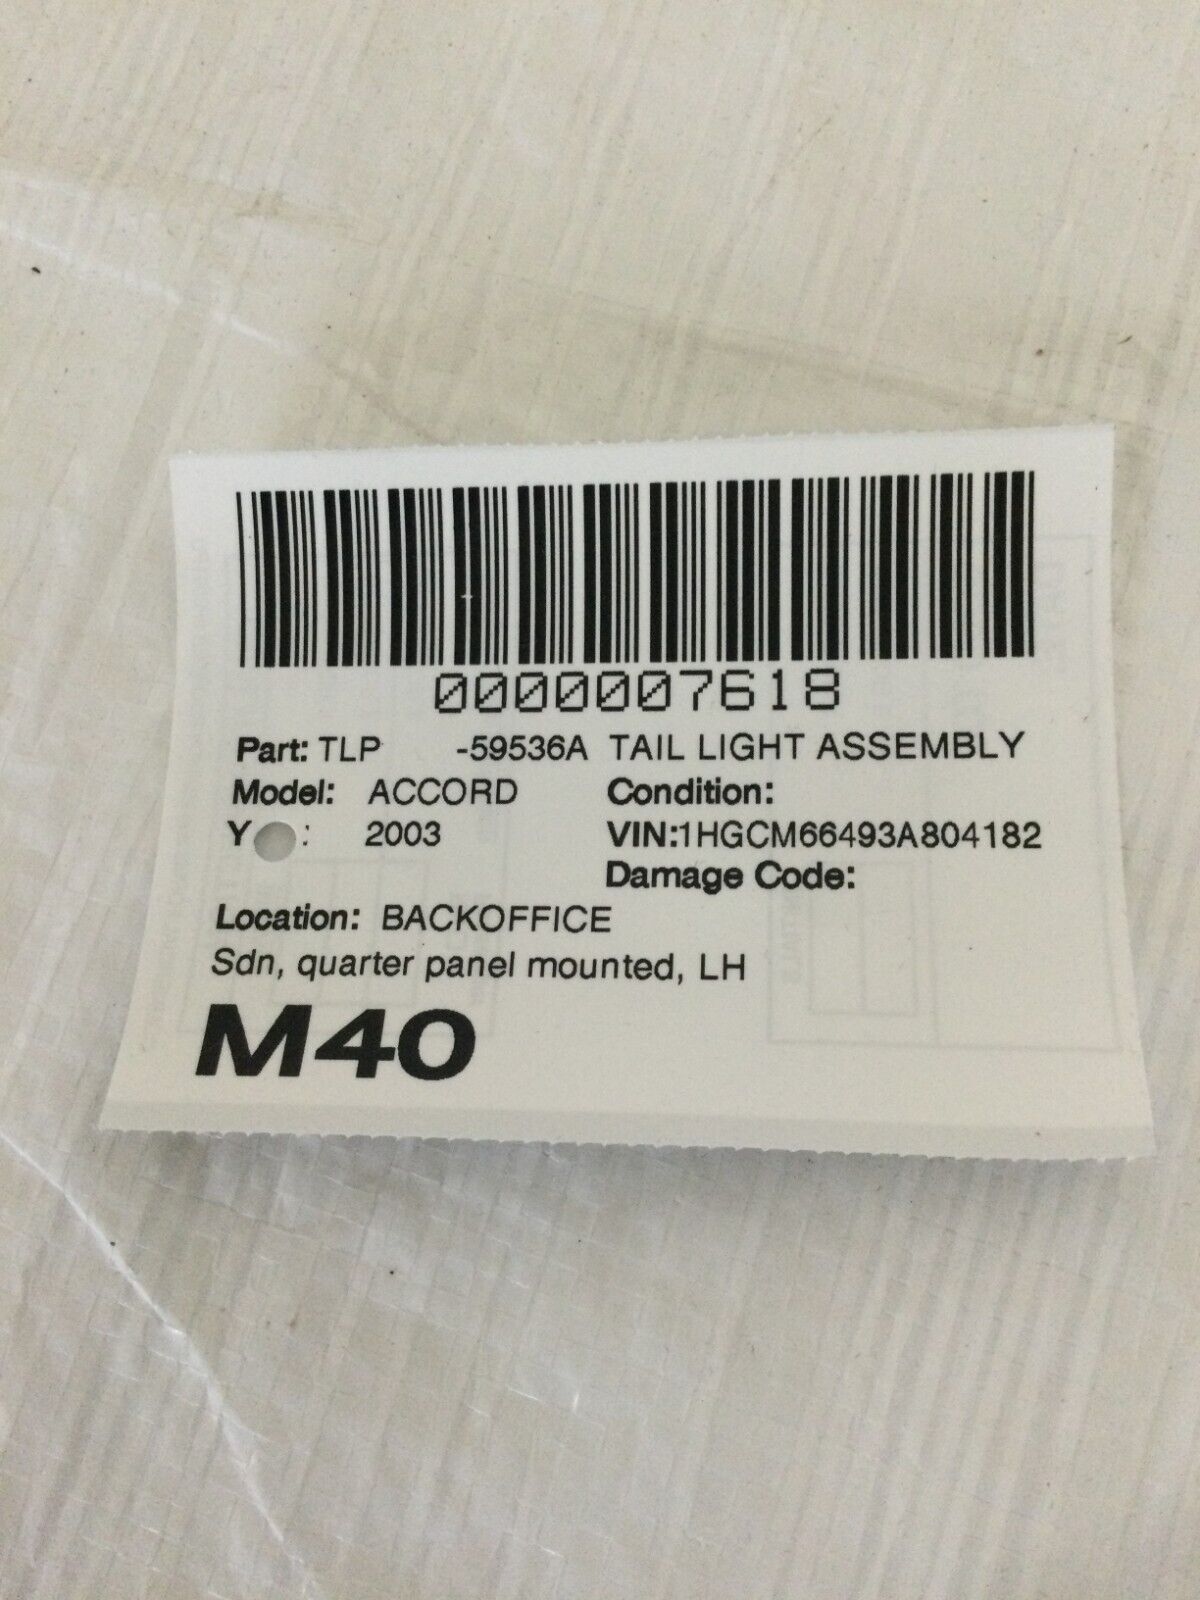 0000007618
Part: TLP -59536A TAIL LIGHT ASSEMBLY
Model: ACCORD Condition:
Y : 2003 VIN:1HGCM66493A804182
Damage Code:
Location: BACKOFFICE
Sdn, quarter panel mounted, LH
M40